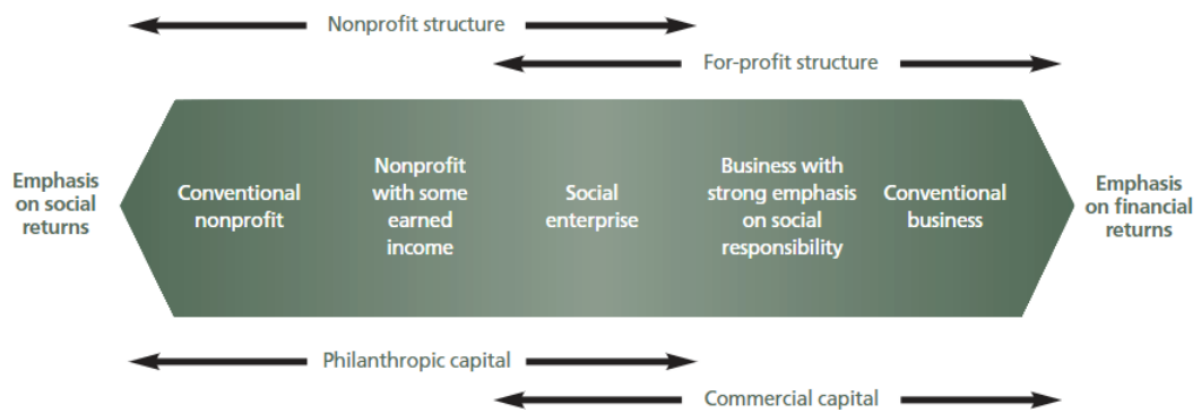 Nonprofit structure
For-profit structure
Emphasis
on social
returns
Conventional
nonprofit
Nonprofit
with some
earned
income
Social
enterprise
Business with
strong emphasis
on social
responsibility
Conventional
business
Emphasis
on financial
returns
Philanthropic capital
Commercial capital